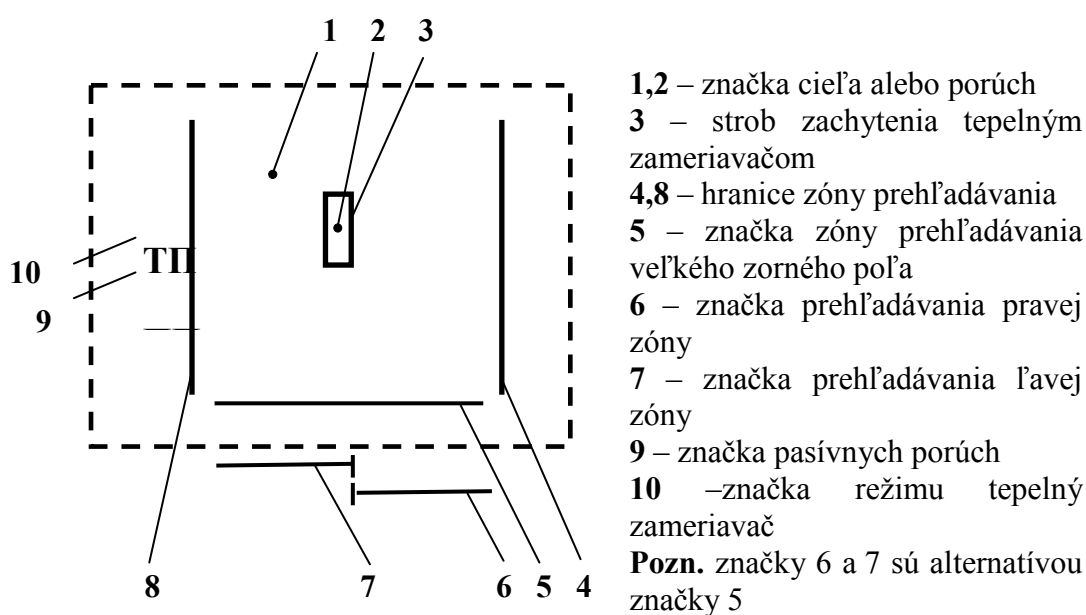 1 2 3
10 ТП
9
8 7 6 5 4
1,2 – značka cieľa alebo porúch
3 – strob zachytenia tepelným
zameriavačom
4,8 – hranice zóny prehľadávania
5 – značka zóny prehľadávania
veľkého zorného poľa
6 – značka prehľadávania pravej
zóny
7 – značka prehľadávania ľavej
zóny
9 – značka pasívnych porúch
10 –značka režimu tepelný
zameriavač
Pozn. značky 6 a 7 sú alternatívou
značky 5